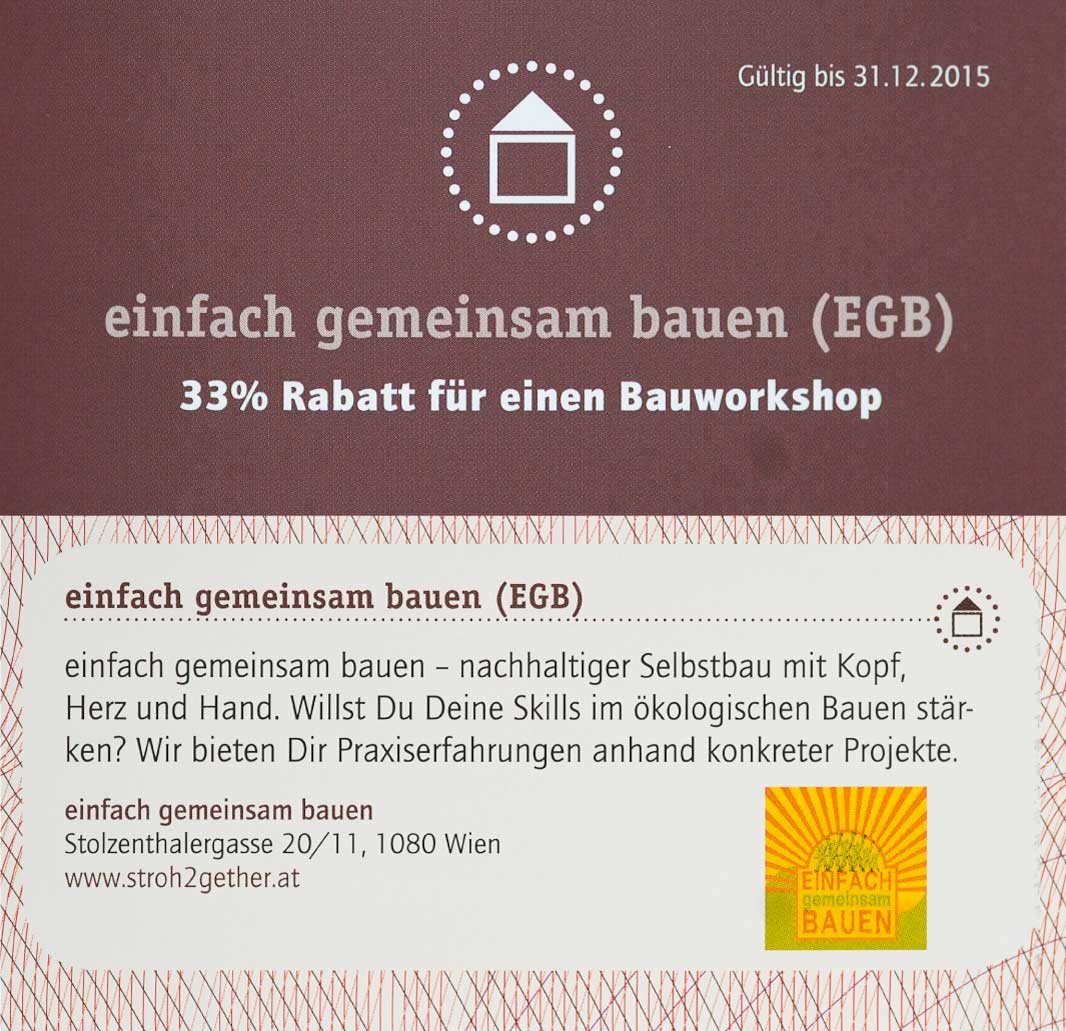 Gültig bis 31.12.2015
einfach gemeinsam bauen (EGB)
33% Rabatt für einen Bauworkshop
einfach gemeinsam bauen (EGB)
einfach gemeinsam bauen – nachhaltiger Selbstbau mit Kopf,
Herz und Hand. Willst Du Deine Skills im ökologischen Bauen stär-
ken? Wir bieten Dir Praxiserfahrungen anhand konkreter Projekte.
einfach gemeinsam bauen
Stolzenthalergasse 20/11, 1080 Wien
www.stroh2gether.at
EINFACH
gemeinsam
BAUEN